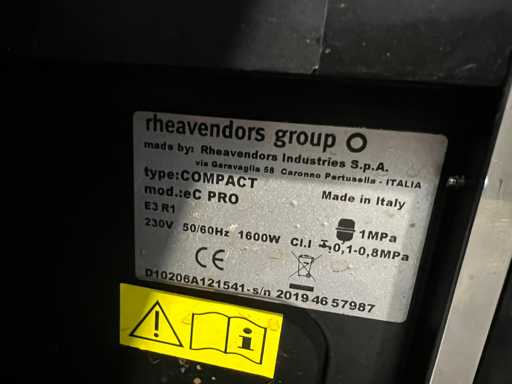 rheavendors group
made by: Rheavendors Industries S.p.A.
via Garavaglia 58 Caronno Pertusella - ITALIA
type:COMPACT
mod.:eC PRO
Made in Italy
E3 R1
230V 50/60Hz 1600W Cl.I 0,1-0,8MPa
1MPa
CE
D10206A121541-s/n 2019 46 57987